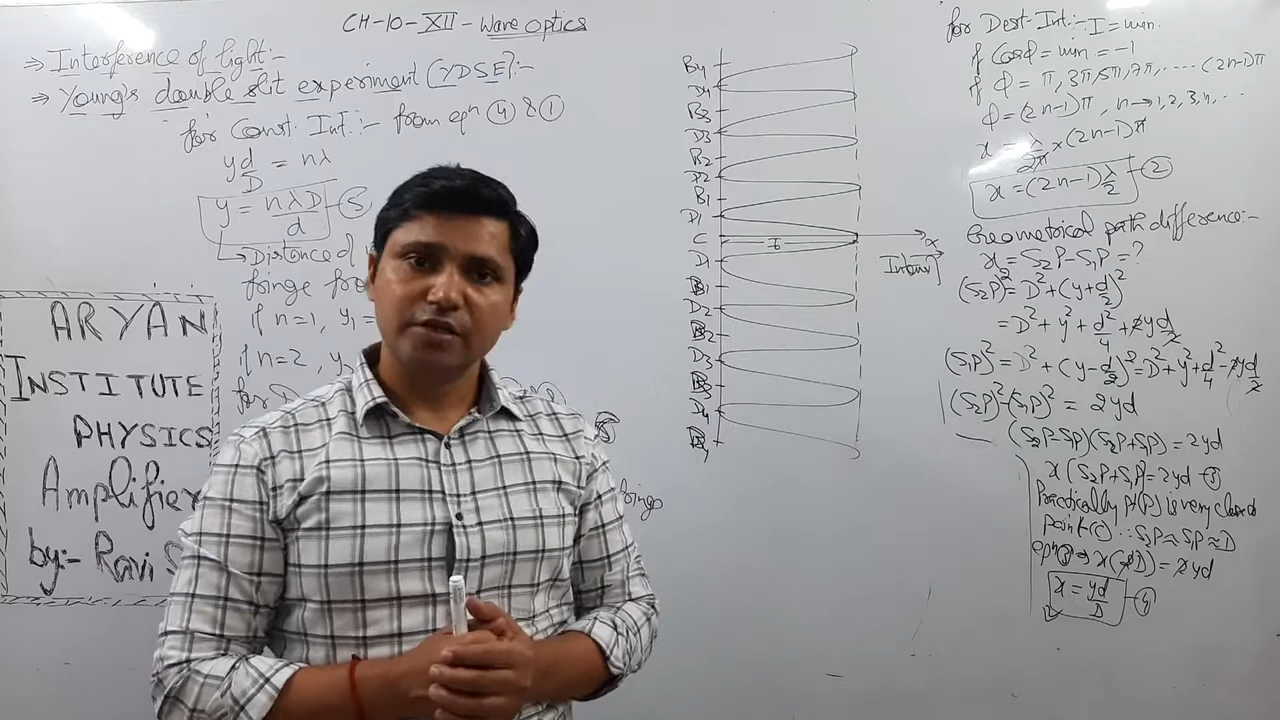 CH-10-XII-Wave optics
⇒ Interference of light:-
⇒ Young's double slit experiment (YDSE):-
for Const. Int.:- from eqn ④ & ①
yd/D = nλ
y = nλD/d - ⑤
↳ Distance of
fringe
if n=1, y₁ =
if n=2, y
for D
fringe
ARYAN
INSTITUTE
PHYSICS
Amplifier
by:- Ravi S
B4
D4
B3
D3
B2
D2
B1
D1
C
I
x
D1
B1
D2
B2
D3
B3
D4
B4
for Dest. Int:- I = min.
if Cosϕ = min = -1
if ϕ = π, 3π, 5π, 7π, ---- (2n-1)π
ϕ = (2n-1)π, n → 1, 2, 3, 4, ...
x = λ/2π × (2n-1)π
x = (2n-1) λ/2 - ②
Geometrical path difference:-
x = S₂P - S₁P = ?
(S₂P)² = D² + (y + d/2)²
= D² + y² + d²/4 + 2yd/2
(S₁P)² = D² + (y - d/2)² = D² + y² + d²/4 - 2yd/2
(S₂P)² - (S₁P)² = 2yd
(S₂P - S₁P)(S₂P + S₁P) = 2yd
x (S₂P + S₁P) = 2yd - ③
Practically pt (P) is very close to
point (C) ∴ S₂P ≈ S₁P ≈ D
eqn ③ ⇒ x (2D) = 2yd
x = yd/D - ④